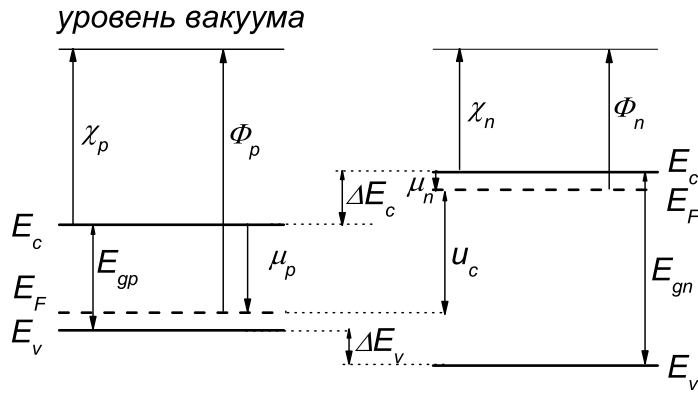 уровень вакуума
χp
Φp
χn
Φn
Ec
ΔEc
μn
EF
Ec
Egp
μp
uc
Egn
EF
Ev
ΔEv
Ev